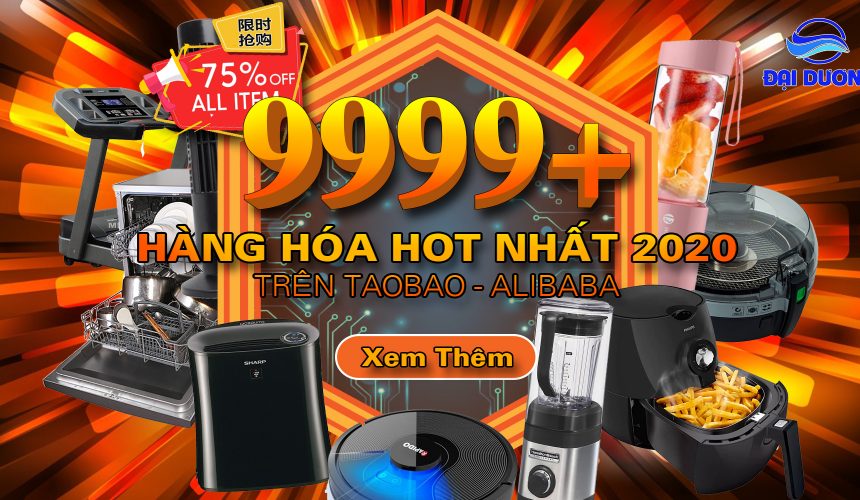 限时
抢购
75% OFF
ALL ITEM
ĐẠI DƯƠN
9999+
HÀNG HÓA HOT NHẤT 2020
TRÊN TAOBAO - ALIBABA
Xem Thêm
SHARP
PHILIPS